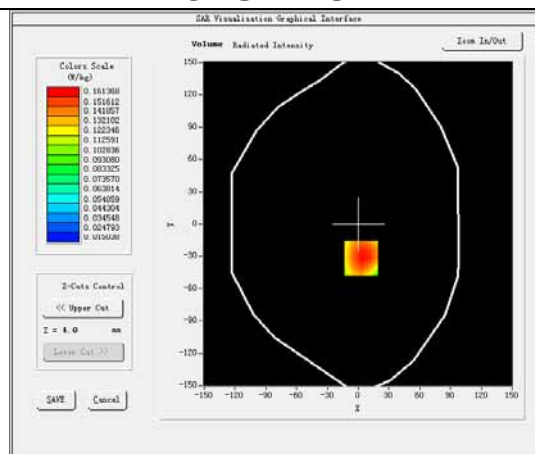 SAR Visualisation Graphical Interface
Volume Radiated Intensity
Zoom In/Out
Colors Scale
(W/kg)
0.161368
0.151612
0.141857
0.132102
0.122346
0.112591
0.102836
0.093080
0.083325
0.073570
0.063814
0.054059
0.044304
0.034548
0.024793
0.015038
Z-Cuts Control
<< Upper Cut
Z = 4.0 mm
Lower Cut >>
SAVE
Cancel
150-
120-
90-
60-
30-
0-
-30-
-60-
-90-
-120-
-150-
Y
-150 -120 -90 -60 -30 0 30 60 90 120 150